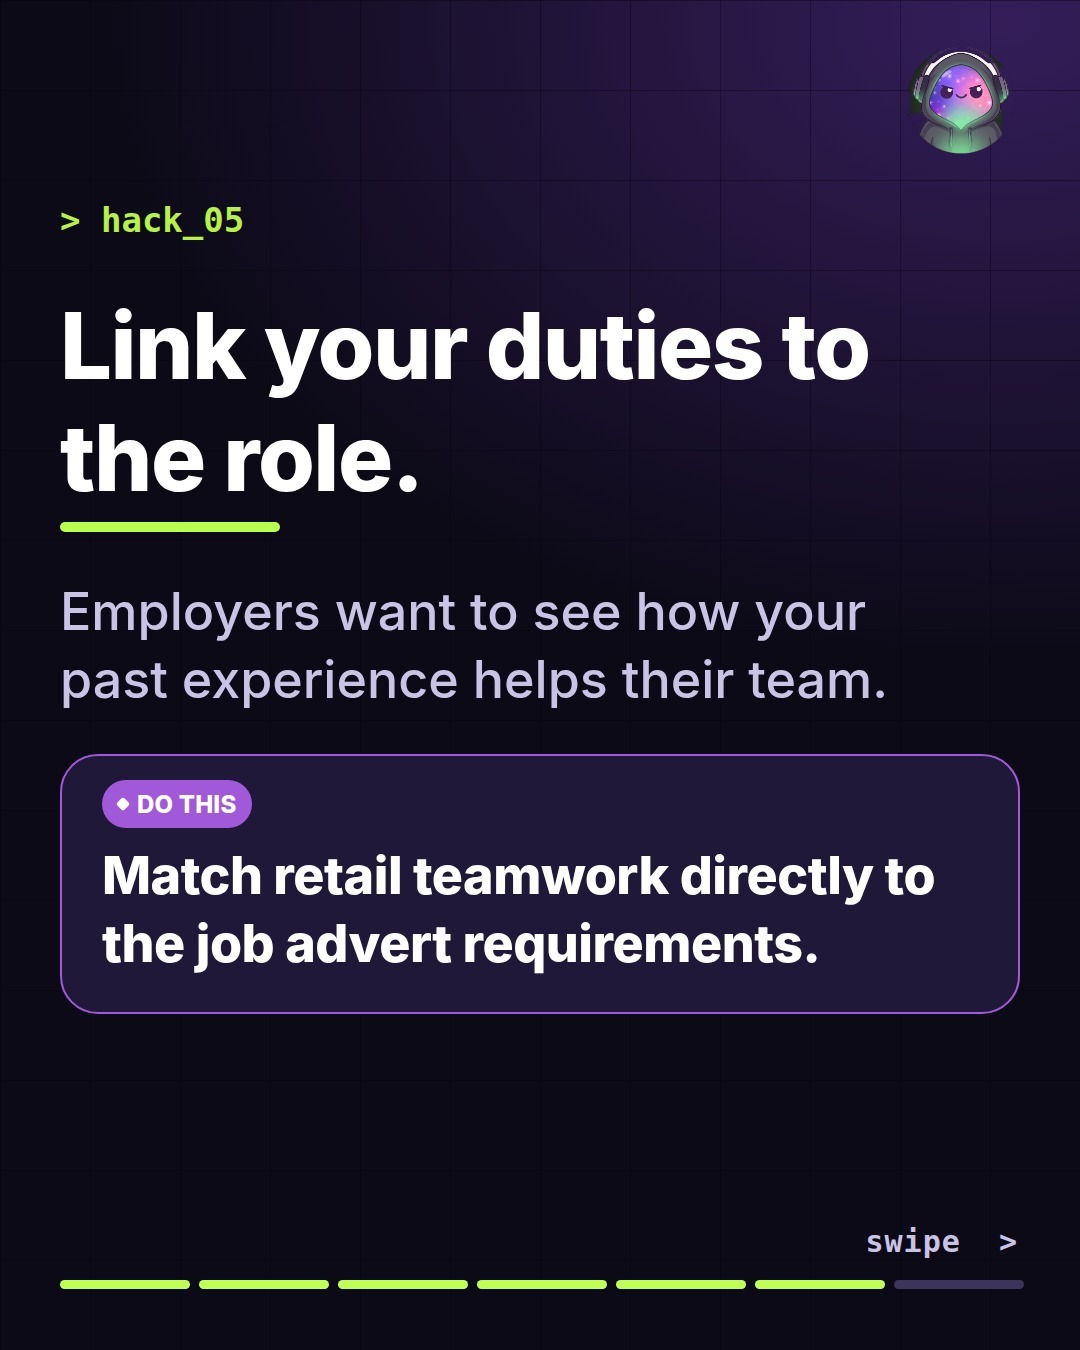 > hack_05
Link your duties to
the role.
Employers want to see how your
past experience helps their team.
DO THIS
Match retail teamwork directly to
the job advert requirements.
swipe >